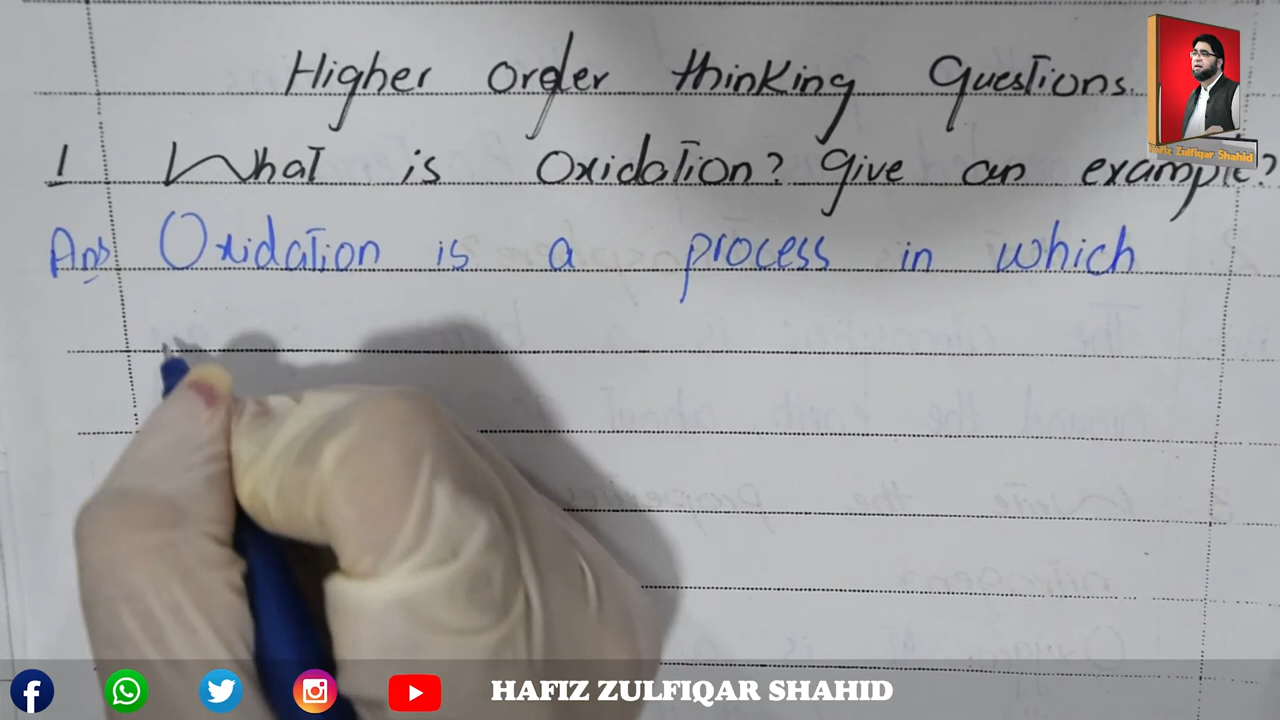 Higher order thinking Questions.
1 What is Oxidation? Give an example?
Ans Oxidation is a process in which
Hafiz Zulfiqar Shahid
HAFIZ ZULFIQAR SHAHID